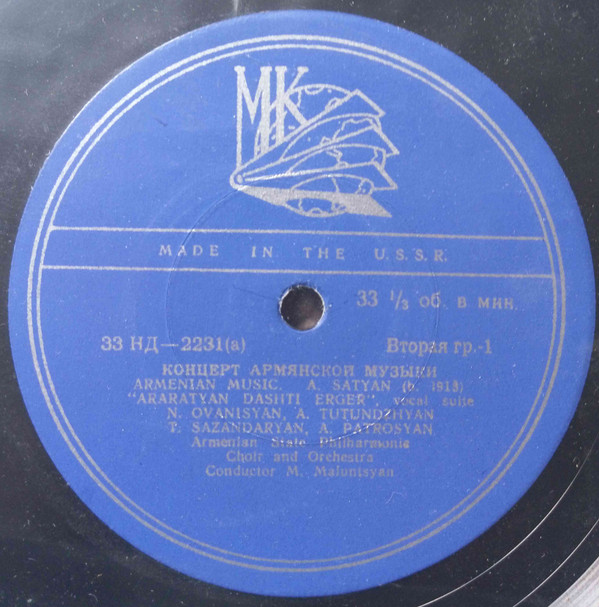 МК
MADE IN THE U.S.S.R.
33 1/3 об. в мин.
33 НД—2231(а)
Вторая гр.-1
КОНЦЕРТ АРМЯНСКОЙ МУЗЫКИ
ARMENIAN MUSIC. A. SATYAN (b. 1913)
"ARARATYAN DASHTI ERGER", vocal suite
N. OVANISYAN, A. TUTUNDZHYAN
T. SAZANDARYAN, A. PATROSYAN
Armenian State Philharmonie
Choir and Orchestra
Conductor M. Maluntsyan